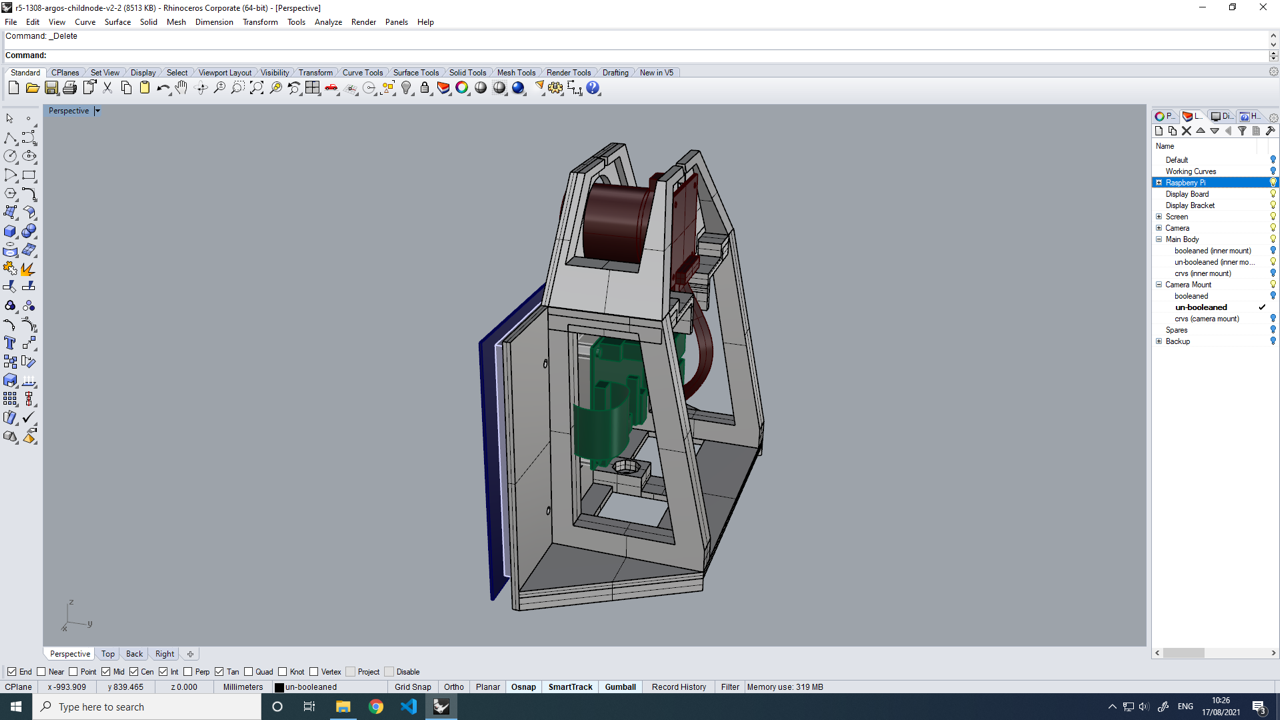 r5-1308-argos-childnode-v2-2 (8513 KB) - Rhinoceros Corporate (64-bit) - [Perspective]
File Edit View Curve Surface Solid Mesh Dimension Transform Tools Analyze Render Panels Help
Command: _Delete
Command:
Standard CPlanes Set View Display Select Viewport Layout Visibility Transform Curve Tools Surface Tools Solid Tools Mesh Tools Render Tools Drafting New in V5
Perspective
P... L... Di... H...
Name
Default
Working Curves
Raspberry Pi
Display Board
Display Bracket
Screen
Camera
Main Body
booleaned (inner mount)
un-booleaned (inner mo...
crvs (inner mount)
Camera Mount
booleaned
un-booleaned
crvs (camera mount)
Spares
Backup
z
x y
Perspective Top Back Right
End Near Point Mid Cen Int Perp Tan Quad Knot Vertex Project Disable
CPlane x -993.909 y 839.465 z 0.000 Millimeters un-booleaned Grid Snap Ortho Planar Osnap SmartTrack Gumball Record History Filter Memory use: 319 MB
Type here to search
ENG
10:26
17/08/2021
3